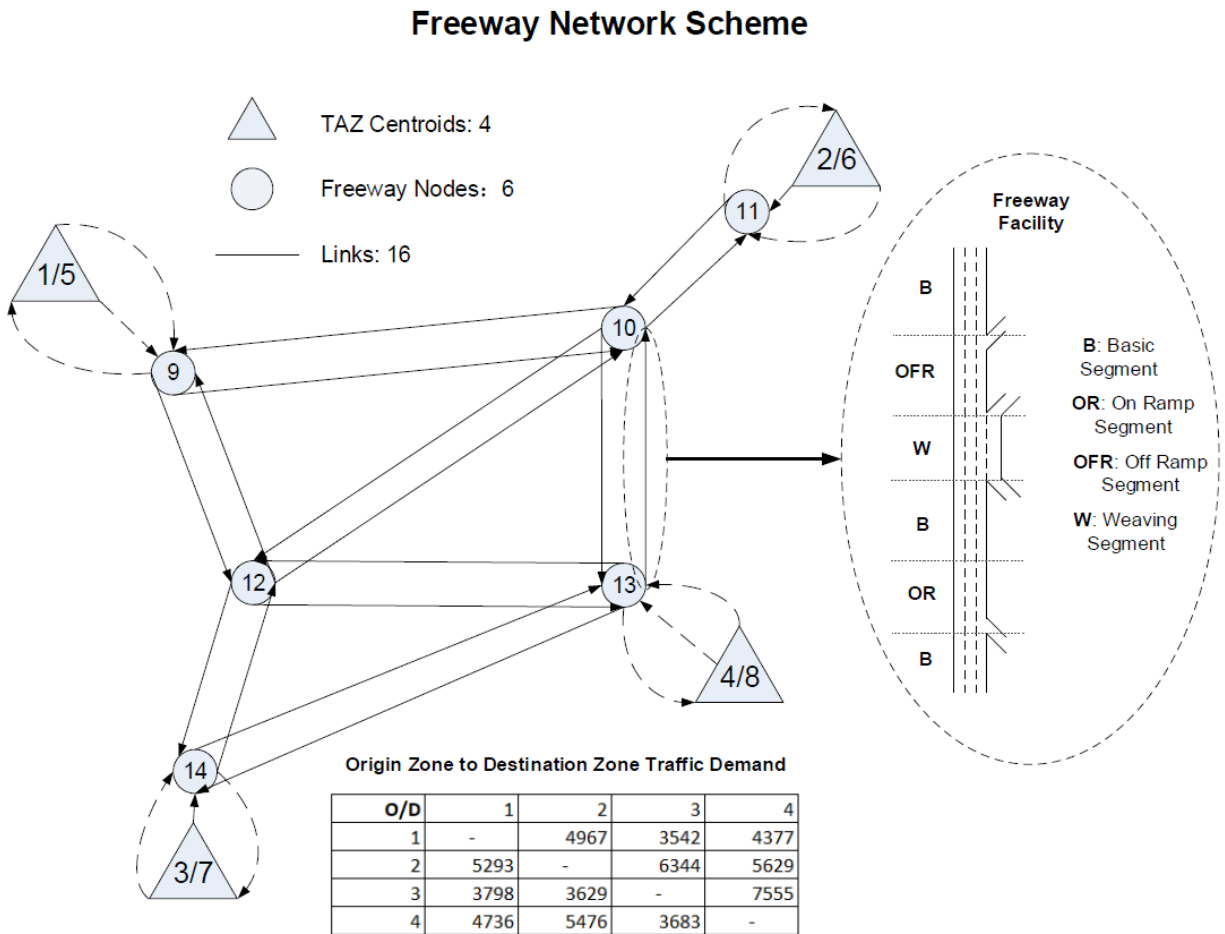 Freeway Network Scheme
TAZ Centroids: 4
Freeway Nodes: 6
Links: 16
1/5
2/6
11
10
9
12
13
14
4/8
3/7
Freeway
Facility
B
OFR
W
B
OR
B
B: Basic
Segment
OR: On Ramp
Segment
OFR: Off Ramp
Segment
W: Weaving
Segment
Origin Zone to Destination Zone Traffic Demand
O/D 1 2 3 4
1 - 4967 3542 4377
2 5293 - 6344 5629
3 3798 3629 - 7555
4 4736 5476 3683 -